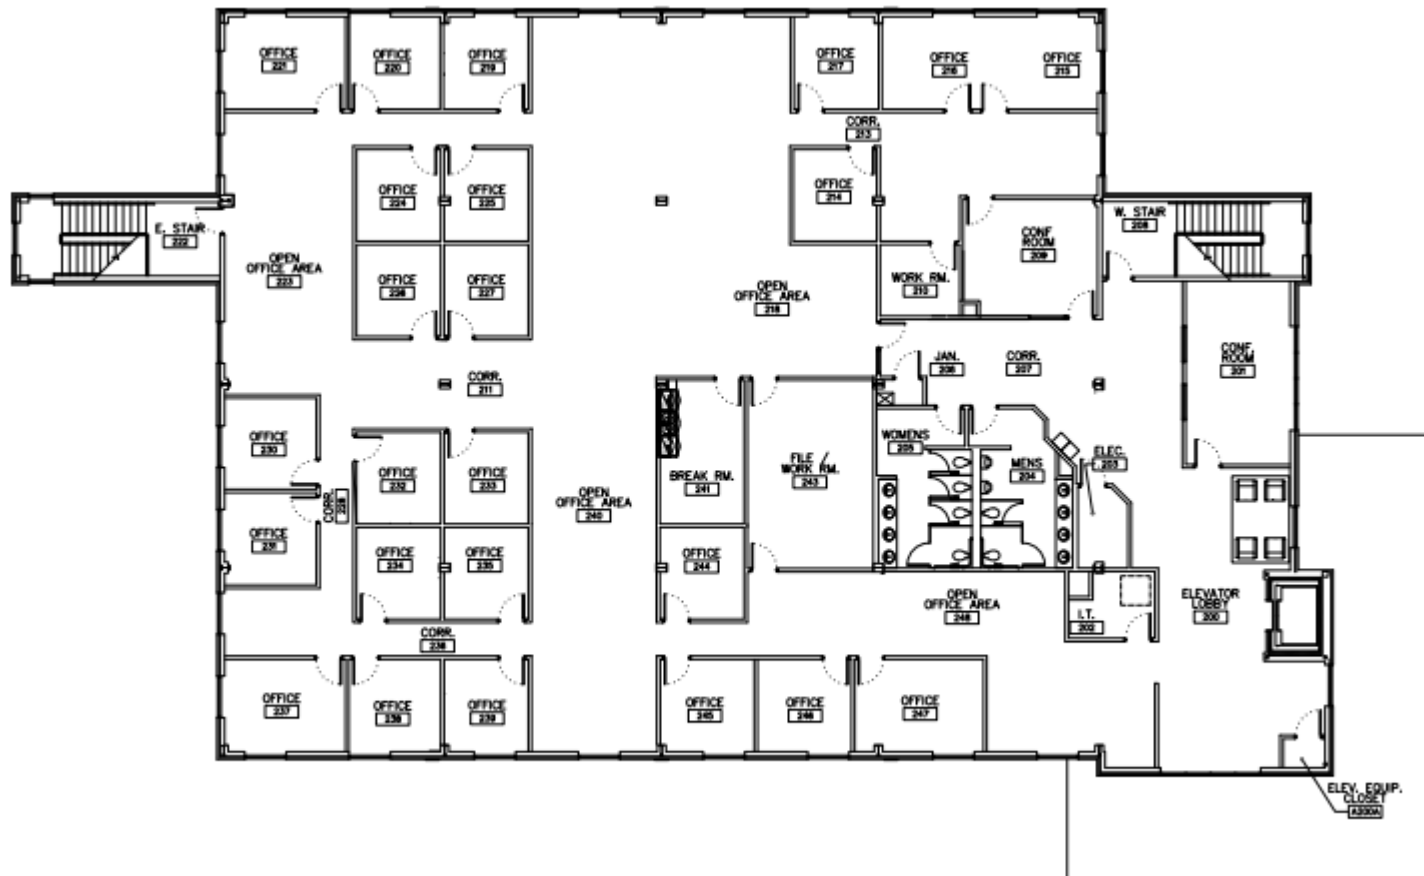 OFFICE
221
OFFICE
220
OFFICE
219
OFFICE
217
OFFICE
216
OFFICE
215
CORR.
213
OFFICE
224
OFFICE
225
OFFICE
214
E. STAIR
222
W. STAIR
208
CONF.
ROOM
209
OPEN
OFFICE AREA
223
OFFICE
226
OFFICE
227
WORK RM.
210
OPEN
OFFICE AREA
218
JAN.
206
CORR.
207
CONF.
ROOM
201
CORR.
211
OFFICE
230
WOMENS
205
ELEC.
203
FILE /
WORK RM.
243
MENS
204
OFFICE
232
OFFICE
233
BREAK RM.
241
OPEN
OFFICE AREA
240
CORR.
OFFICE
231
OFFICE
234
OFFICE
235
OFFICE
244
OPEN
OFFICE AREA
248
ELEVATOR
LOBBY
200
I.T.
202
CORR.
236
OFFICE
237
OFFICE
238
OFFICE
239
OFFICE
245
OFFICE
246
OFFICE
247
ELEV. EQUIP.
CLOSET
A200A